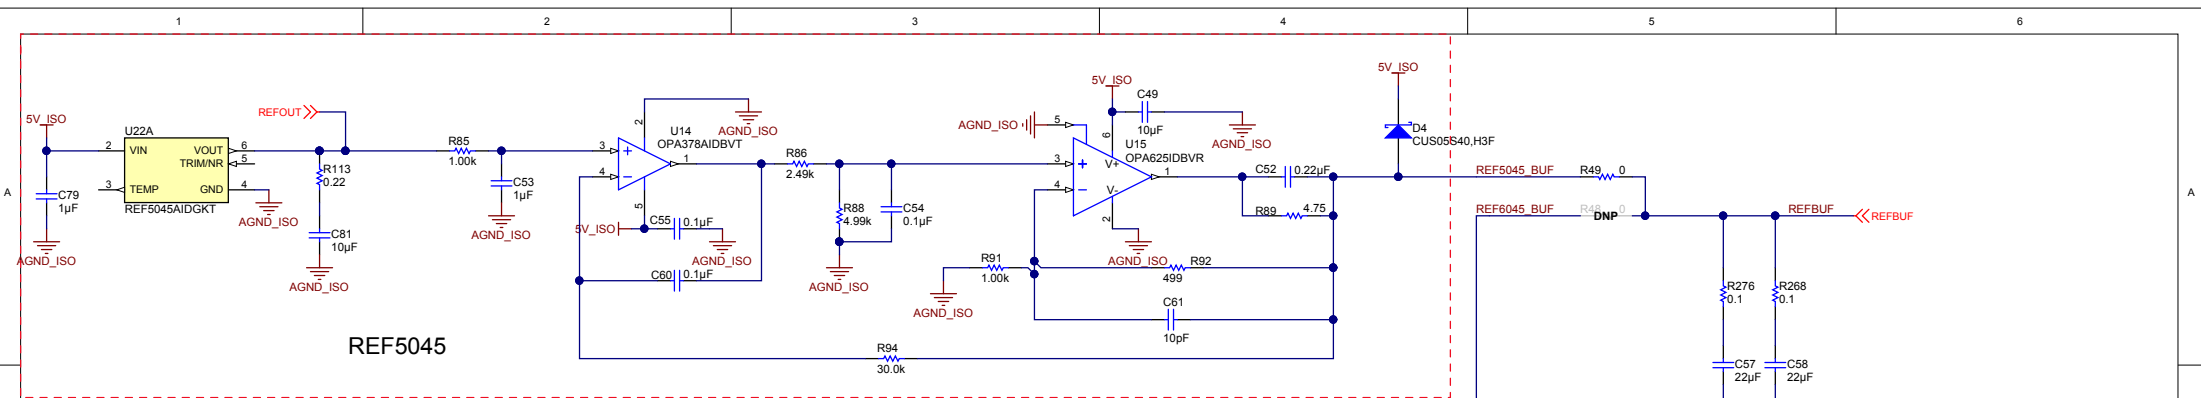 1 2 3 4 5 6
A
A
5V_ISO
C79
1µF
AGND_ISO
U22A
2 VIN
VOUT 6
TRIM/NR 5
3 TEMP
GND 4
REF5045AIDGKT
AGND_ISO
REFOUT
R113
0.22
C81
10µF
AGND_ISO
R85
1.00k
C53
1µF
AGND_ISO
2
AGND_ISO
U14
OPA378AIDBVT
3
4
1
5
5V_ISO
C55 0.1µF
AGND_ISO
C60 0.1µF
R86
2.49k
R88
4.99k
C54
0.1µF
AGND_ISO
R94
30.0k
REF5045
5V_ISO
C49
10µF
AGND_ISO
AGND_ISO
5
6
U15
OPA625IDBVR
V+
V-
3
4
1
2
AGND_ISO
C52 0.22µF
R89 4.75
R91
1.00k
AGND_ISO
R92
499
C61
10pF
5V_ISO
D4
CUS05S40,H3F
REF5045_BUF
R49 0
REF6045_BUF
R48 0
DNP
REFBUF
REFBUF
R276
0.1
R268
0.1
C57
22µF
C58
22µF